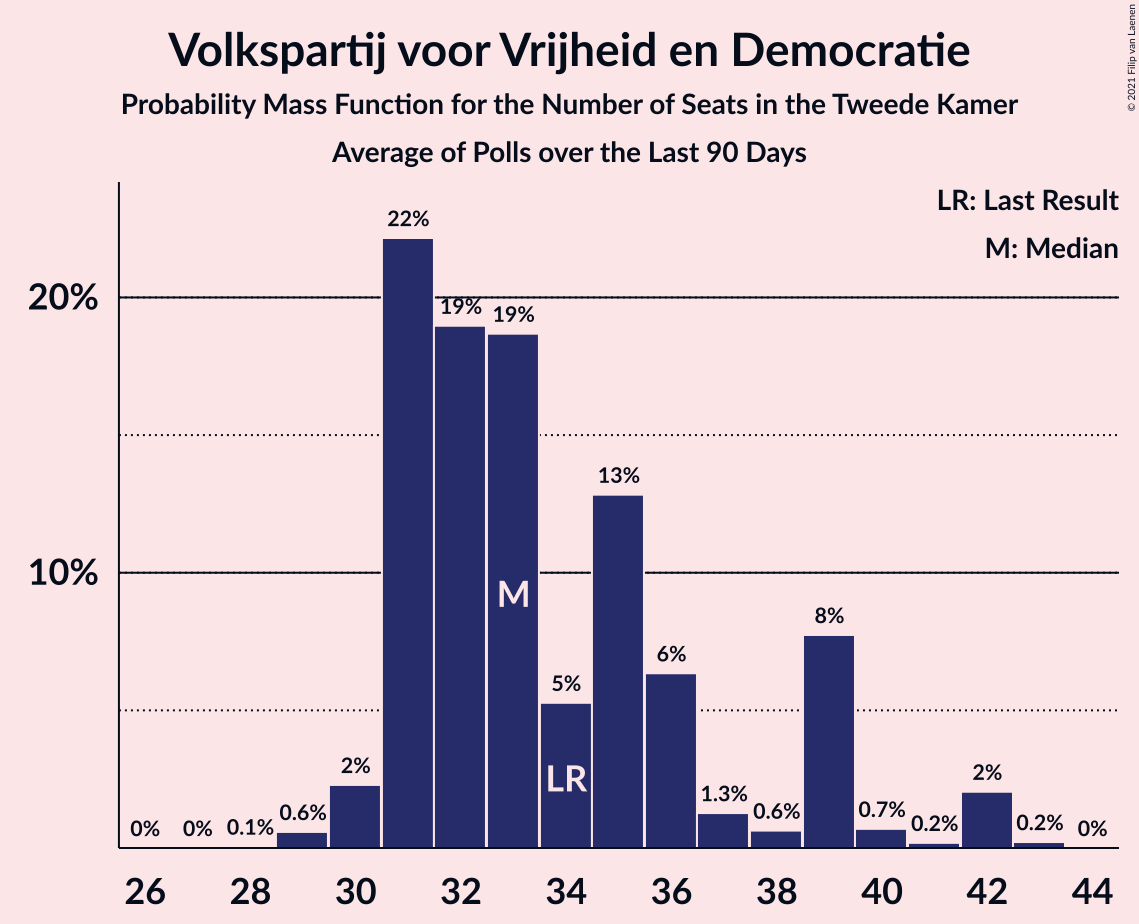 Volkspartij voor Vrijheid en Democratie
Probability Mass Function for the Number of Seats in the Tweede Kamer
Average of Polls over the Last 90 Days
© 2021 Filip van Laenen
LR: Last Result
M: Median
20%
10%
0%
0%
0.1%
0.6%
2%
22%
19%
19%
5%
13%
6%
1.3%
0.6%
8%
0.7%
0.2%
2%
0.2%
0%
M
LR
26 28 30 32 34 36 38 40 42 44